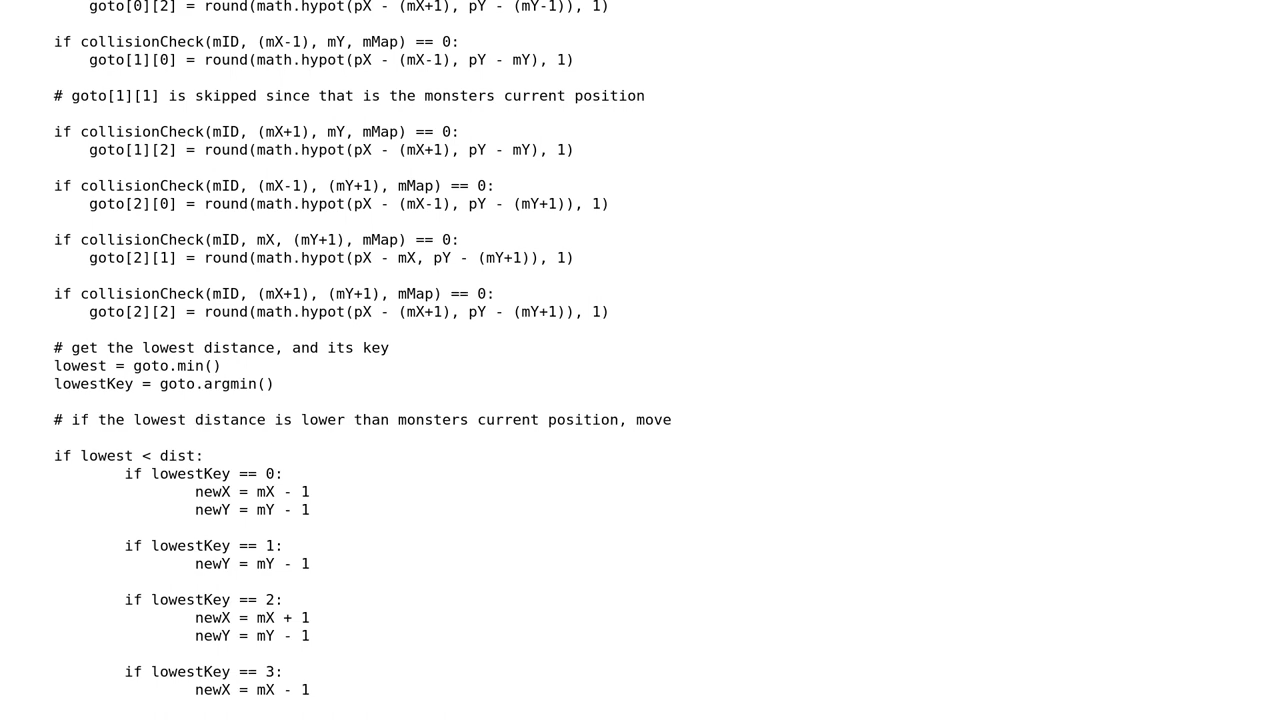 goto[0][2] = round(math.hypot(pX - (mX+1), pY - (mY-1)), 1)
if collisionCheck(mID, (mX-1), mY, mMap) == 0:
goto[1][0] = round(math.hypot(pX - (mX-1), pY - mY), 1)
# goto[1][1] is skipped since that is the monsters current position
if collisionCheck(mID, (mX+1), mY, mMap) == 0:
goto[1][2] = round(math.hypot(pX - (mX+1), pY - mY), 1)
if collisionCheck(mID, (mX-1), (mY+1), mMap) == 0:
goto[2][0] = round(math.hypot(pX - (mX-1), pY - (mY+1)), 1)
if collisionCheck(mID, mX, (mY+1), mMap) == 0:
goto[2][1] = round(math.hypot(pX - mX, pY - (mY+1)), 1)
if collisionCheck(mID, (mX+1), (mY+1), mMap) == 0:
goto[2][2] = round(math.hypot(pX - (mX+1), pY - (mY+1)), 1)
# get the lowest distance, and its key
lowest = goto.min()
lowestKey = goto.argmin()
# if the lowest distance is lower than monsters current position, move
if lowest < dist:
if lowestKey == 0:
newX = mX - 1
newY = mY - 1
if lowestKey == 1:
newY = mY - 1
if lowestKey == 2:
newX = mX + 1
newY = mY - 1
if lowestKey == 3:
newX = mX - 1